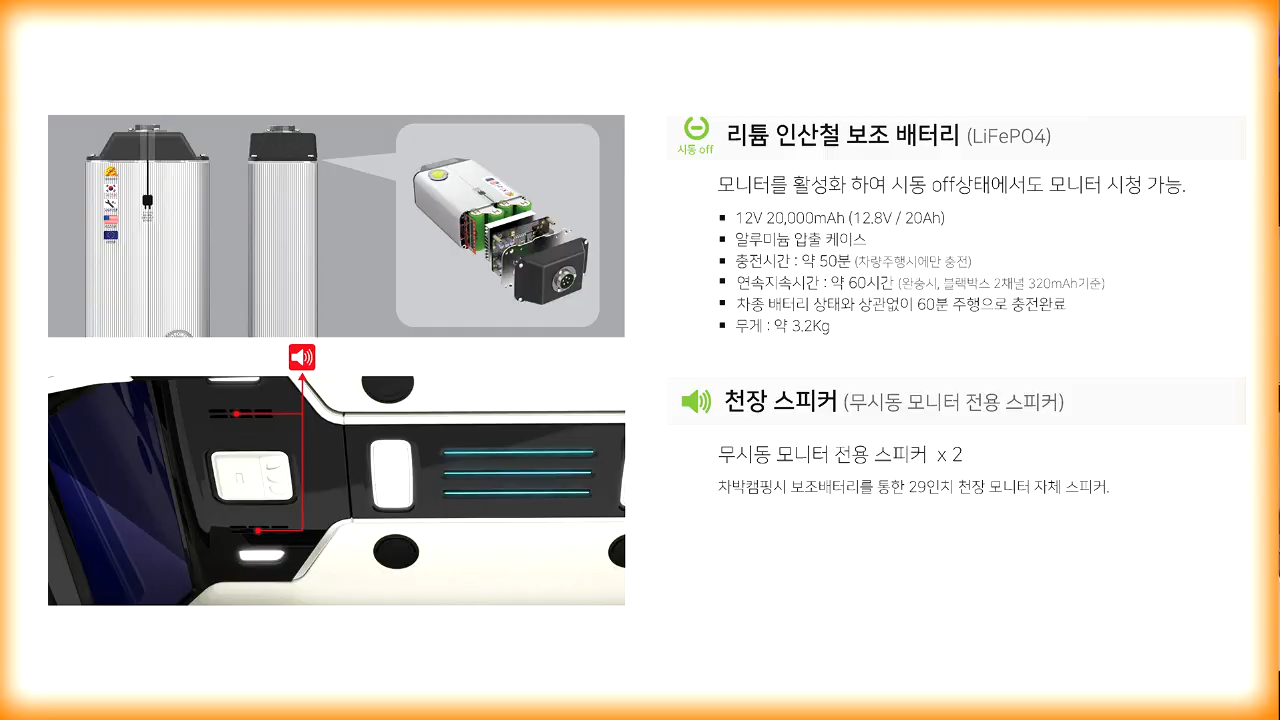 시동 off
리튬 인산철 보조 배터리 (LiFePO4)
모니터를 활성화 하여 시동 off상태에서도 모니터 시청 가능.
▪ 12V 20,000mAh (12.8V / 20Ah)
▪ 알루미늄 압출 케이스
▪ 충전시간 : 약 50분 (차량주행시에만 충전)
▪ 연속지속시간 : 약 60시간 (완충시, 블랙박스 2채널 320mAh기준)
▪ 차종 배터리 상태와 상관없이 60분 주행으로 충전완료
▪ 무게 : 약 3.2Kg
천장 스피커 (무시동 모니터 전용 스피커)
무시동 모니터 전용 스피커 x 2
차박캠핑시 보조배터리를 통한 29인치 천장 모니터 자체 스피커.